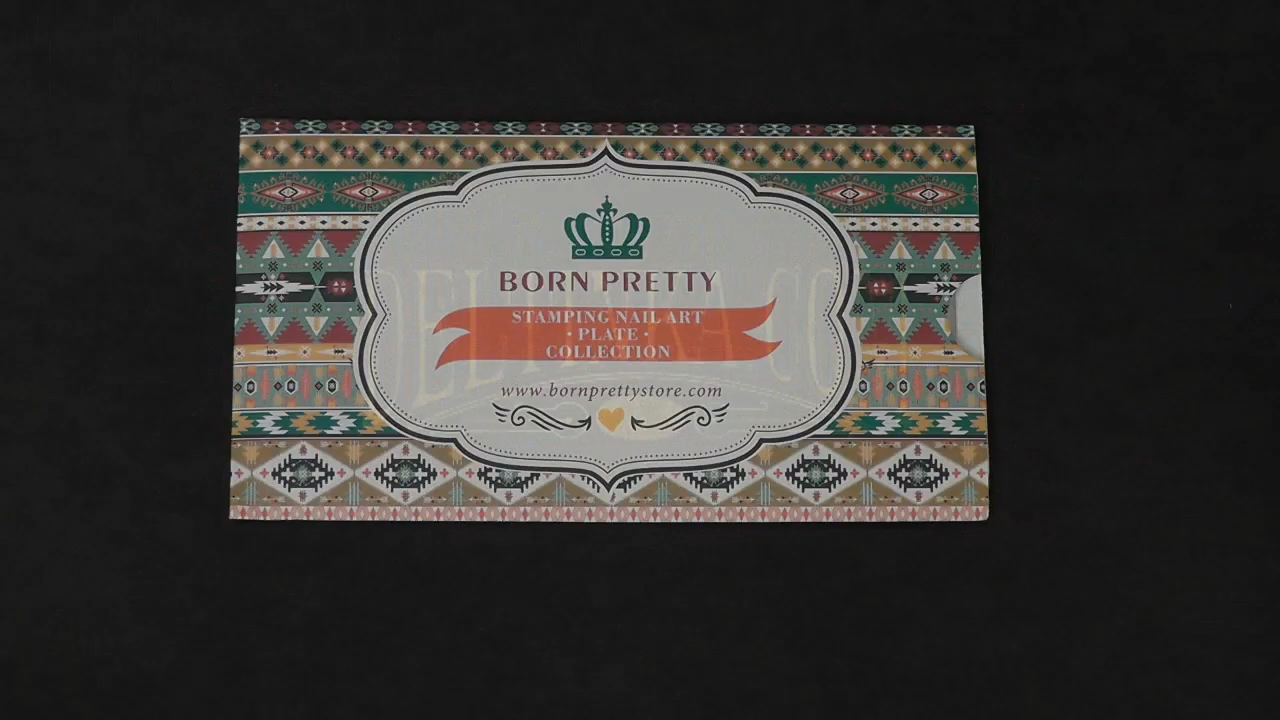 BORN PRETTY
STAMPING NAIL ART
· PLATE ·
COLLECTION
www.bornprettystore.com